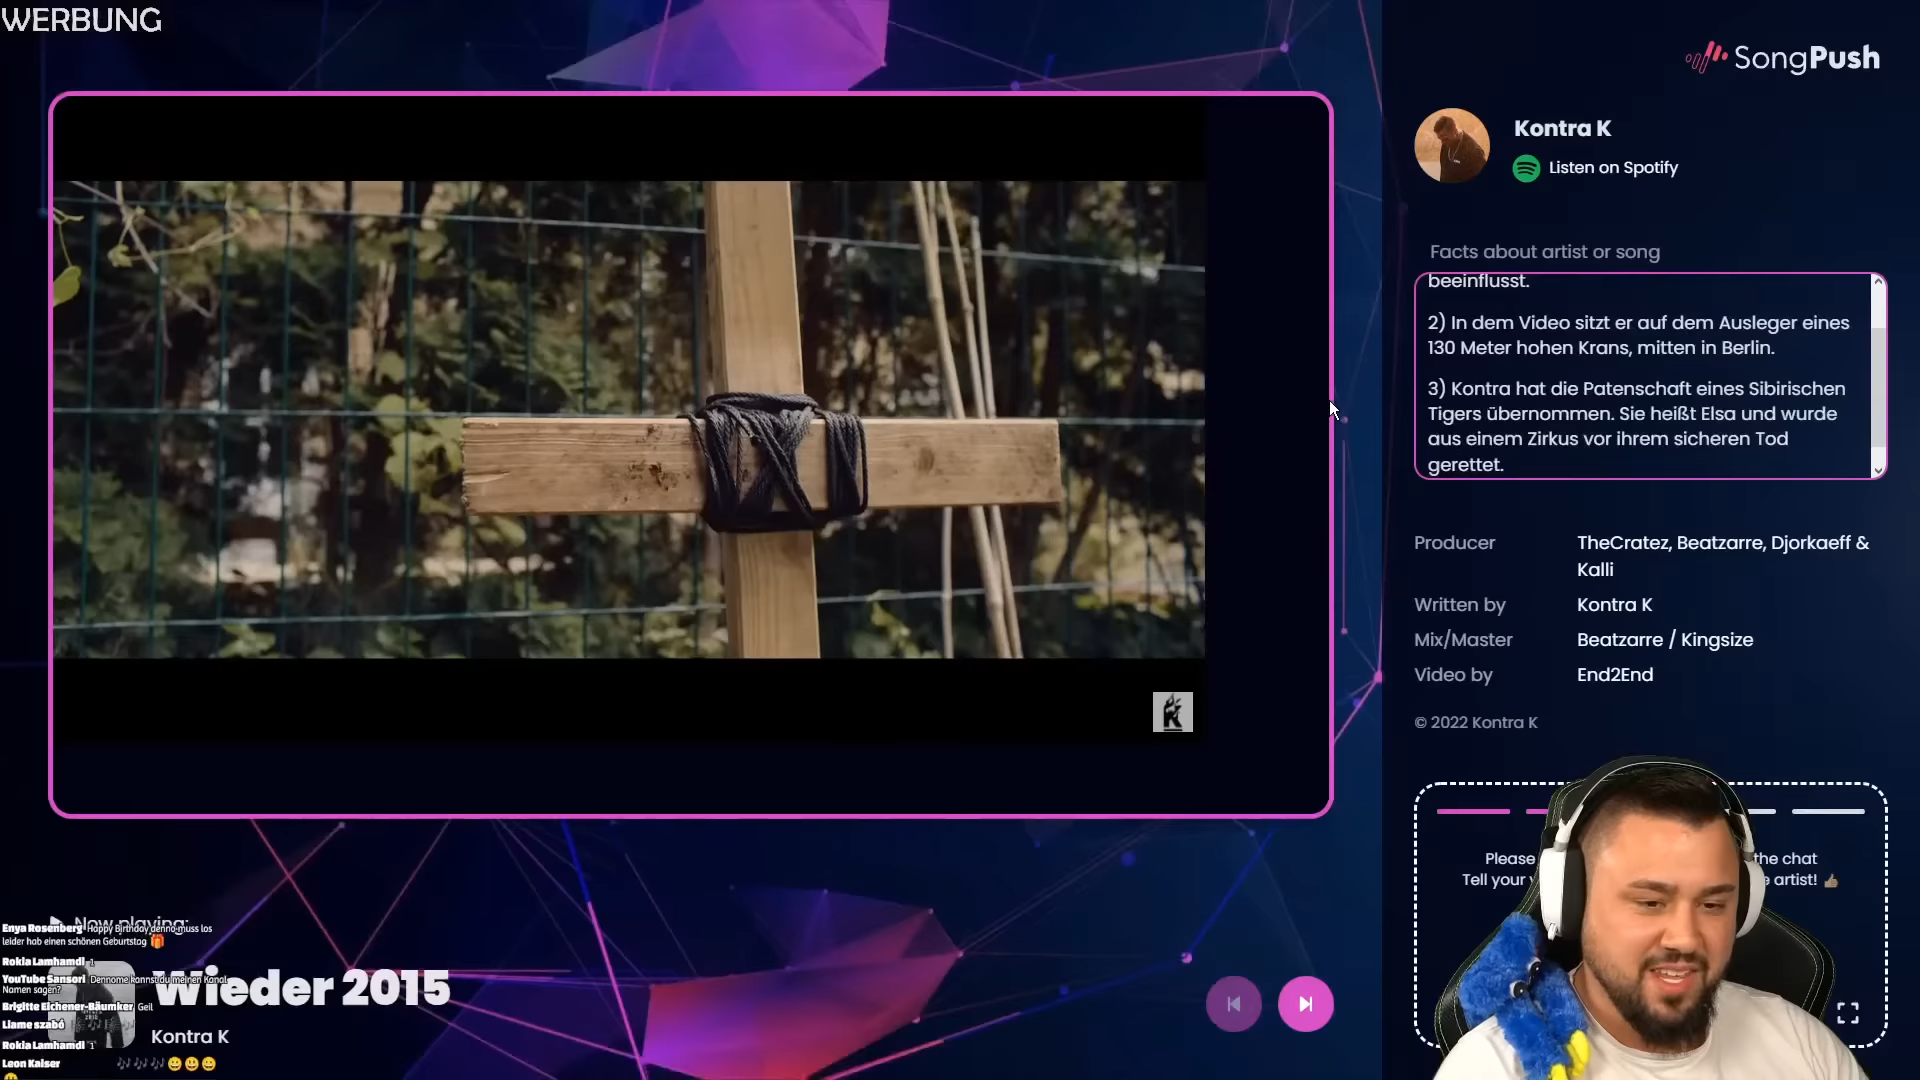 WERBUNG
SongPush
Kontra K
Listen on Spotify
Facts about artist or song
beeinflusst.
2) In dem Video sitzt er auf dem Ausleger eines
130 Meter hohen Krans, mitten in Berlin.
3) Kontra hat die Patenschaft eines Sibirischen
Tigers übernommen. Sie heißt Elsa und wurde
aus einem Zirkus vor ihrem sicheren Tod
gerettet.
Producer TheCratez, Beatzarre, Djorkaeff &
Kalli
Written by Kontra K
Mix/Master Beatzarre / Kingsize
Video by End2End
© 2022 Kontra K
K
Please the chat
Tell your artist! 👍🏽
Now playing:
Enya Rosenberg Happy Birthday denno muss los
leider hab einen schönen Geburtstag 🎁
Rokia Lamhamdi 1
YouTube Sansori Dennome kannst du meinen Kanal
Namen sagen?
Brigitte Eichener-Bäumker Geil
Liame szabó 🎶🎶🎶
Rokia Lamhamdi 1
Leon Kaiser 🎶🎶🎶😀😃😀
Wieder 2015
Kontra K